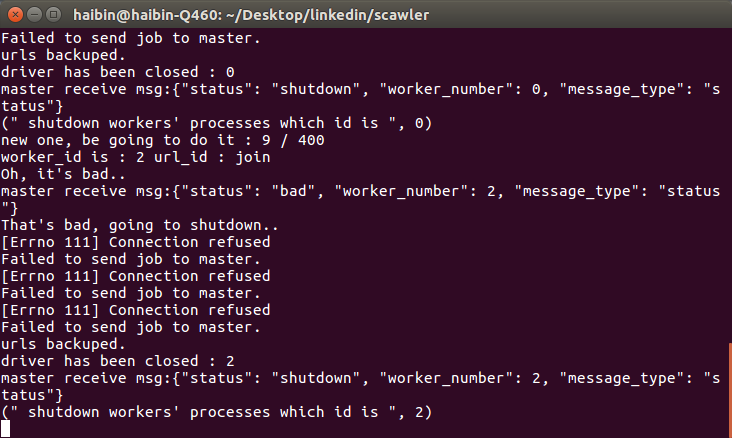 haibin@haibin-Q460: ~/Desktop/linkedin/scawler
Failed to send job to master.
urls backuped.
driver has been closed : 0
master receive msg:{"status": "shutdown", "worker_number": 0, "message_type": "s
tatus"}
(" shutdown workers' processes which id is ", 0)
new one, be going to do it : 9 / 400
worker_id is : 2 url_id : join
Oh, it's bad..
master receive msg:{"status": "bad", "worker_number": 2, "message_type": "status
"}
That's bad, going to shutdown..
[Errno 111] Connection refused
Failed to send job to master.
[Errno 111] Connection refused
Failed to send job to master.
[Errno 111] Connection refused
Failed to send job to master.
urls backuped.
driver has been closed : 2
master receive msg:{"status": "shutdown", "worker_number": 2, "message_type": "s
tatus"}
(" shutdown workers' processes which id is ", 2)